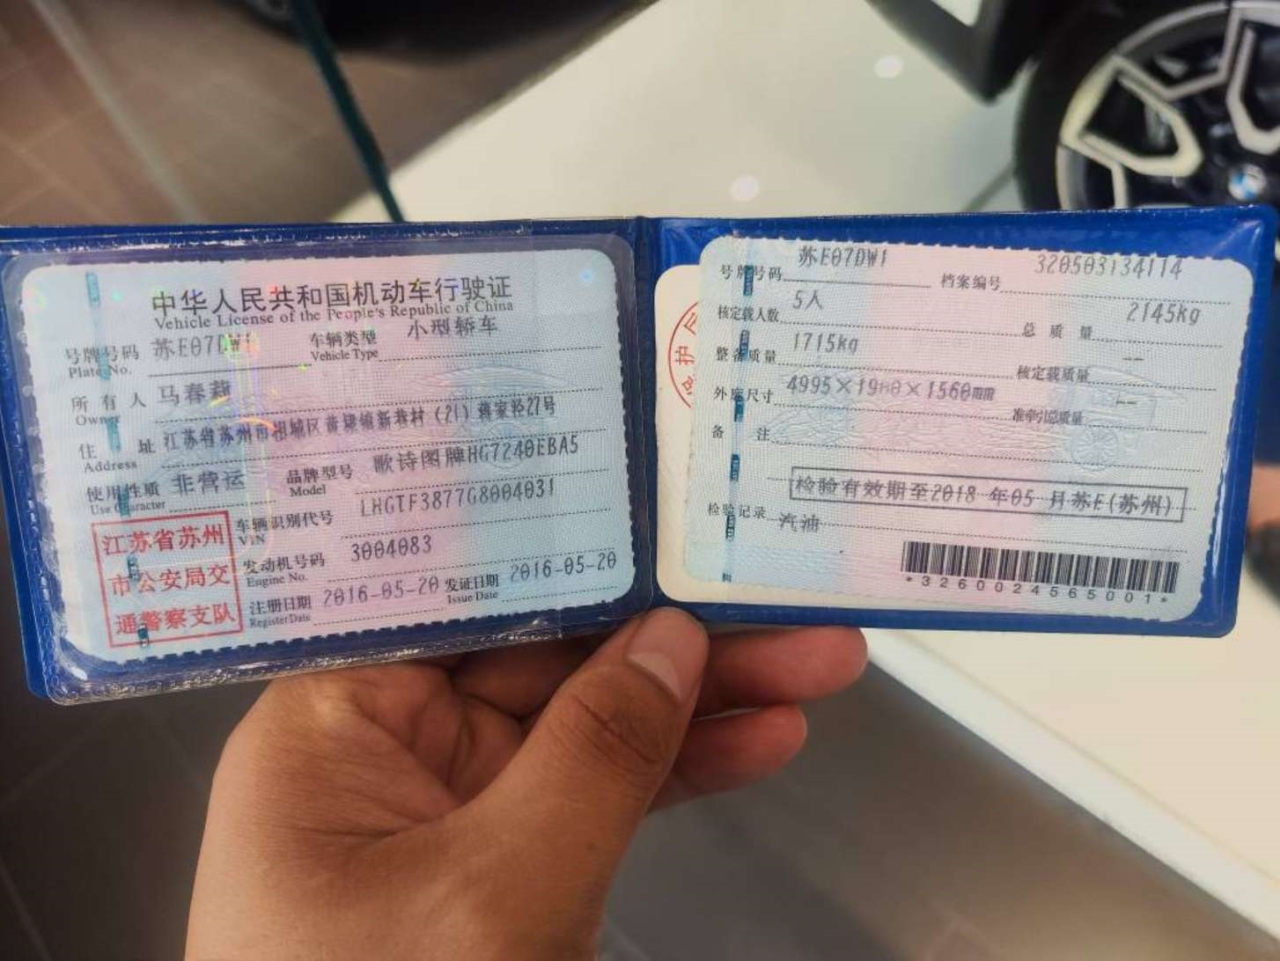 中华人民共和国机动车行驶证
Vehicle License of the People's Republic of China
号牌号码 苏E07DW1 车辆类型 小型轿车
Plate No. Vehicle Type
所有人 马春莉
Owner
住址 江苏省苏州市相城区黄埭镇新巷村(21)蒋家泾27号
Address
使用性质 非营运 品牌型号 歌诗图牌HG7240EBA5
Use Character Model
车辆识别代号 LHGTF3877G8004031
VIN
发动机号码 3004083
Engine No.
注册日期 2016-05-20 发证日期 2016-05-20
Register Date Issue Date
江苏省苏州
市公安局交
通警察支队
号牌号码 苏E07DW1 档案编号 320503134114
核定载人数 5人 总质量 2145kg
整备质量 1715kg 核定载质量 --
外廓尺寸 4995×1900×1560 准牵引总质量 --
备注
检验有效期至2018 年05 月苏E(苏州)
检验记录 汽油
*3260024565001*